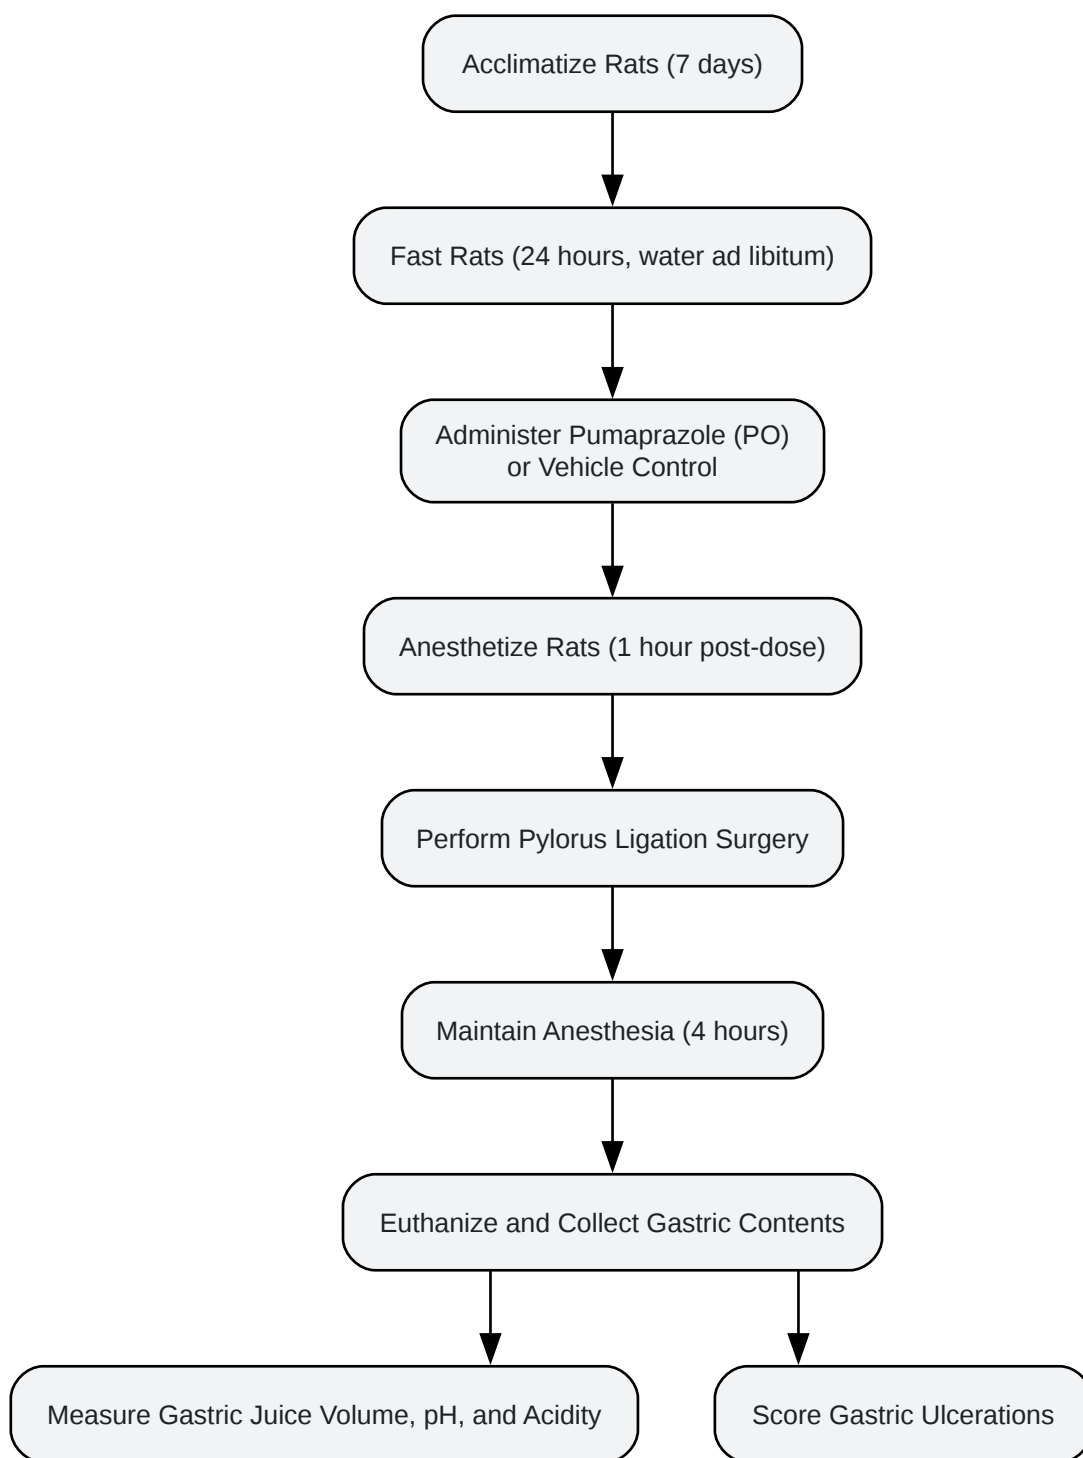 Acclimatize Rats (7 days)
Fast Rats (24 hours, water ad libitum)
Administer Pumaprazole (PO)
or Vehicle Control
Anesthetize Rats (1 hour post-dose)
Perform Pylorus Ligation Surgery
Maintain Anesthesia (4 hours)
Euthanize and Collect Gastric Contents
Measure Gastric Juice Volume, pH, and Acidity
Score Gastric Ulcerations